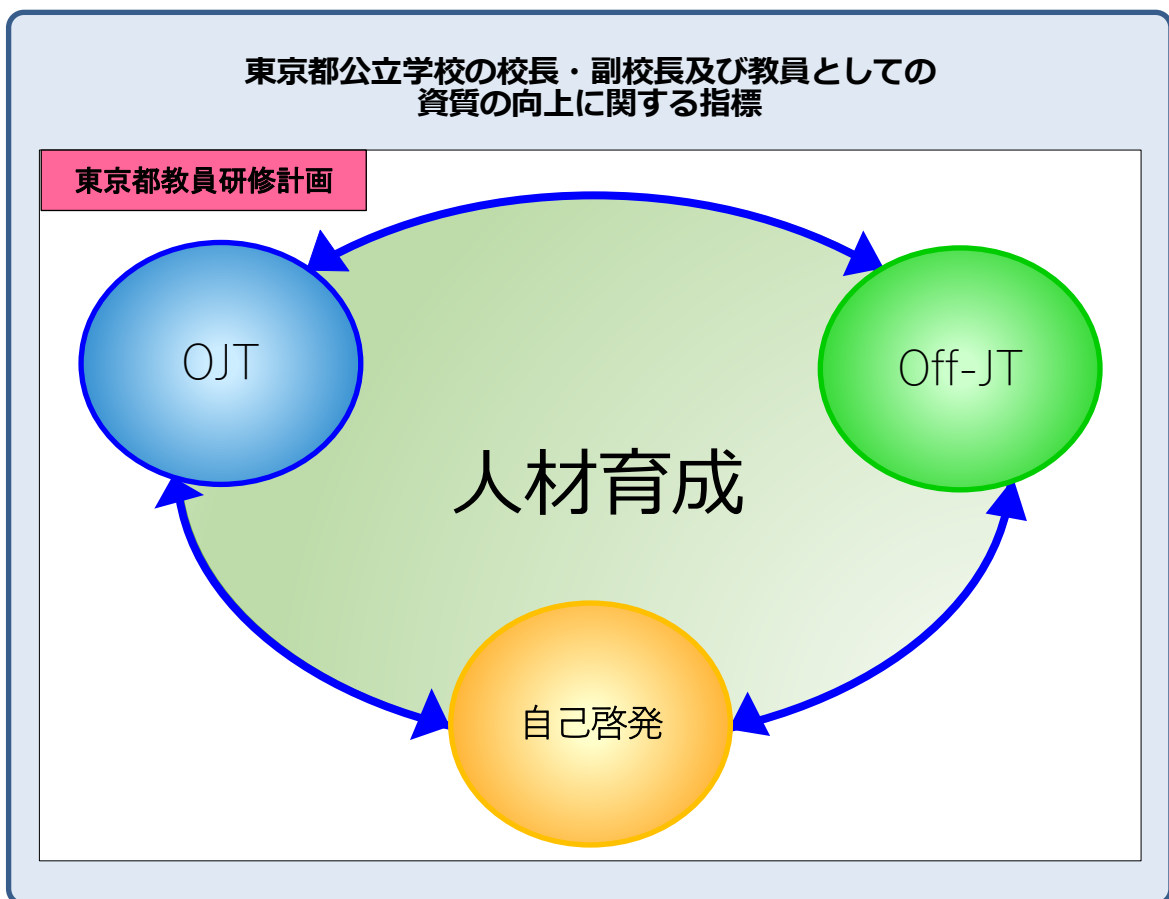 東京都公立学校の校長・副校長及び教員としての
資質の向上に関する指標
東京都教員研修計画
OJT
Off-JT
人材育成
自己啓発